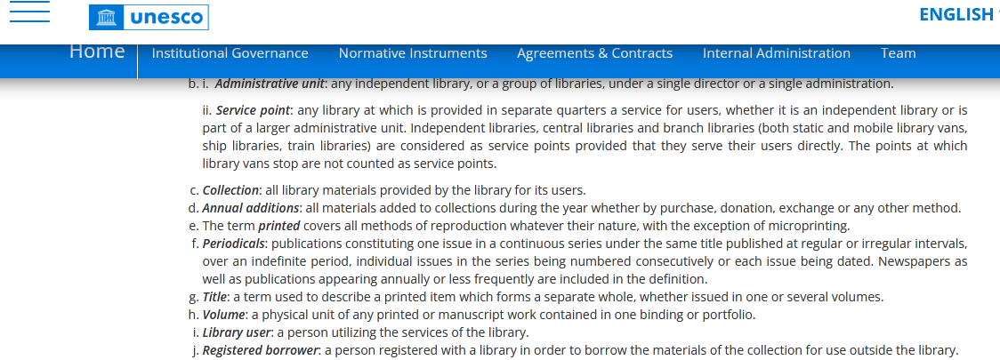 unesco
ENGLISH
Home
Institutional Governance Normative Instruments Agreements & Contracts Internal Administration Team
b. i. Administrative unit: any independent library, or a group of libraries, under a single director or a single administration.
ii. Service point: any library at which is provided in separate quarters a service for users, whether it is an independent library or is
part of a larger administrative unit. Independent libraries, central libraries and branch libraries (both static and mobile library vans,
ship libraries, train libraries) are considered as service points provided that they serve their users directly. The points at which
library vans stop are not counted as service points.
c. Collection: all library materials provided by the library for its users.
d. Annual additions: all materials added to collections during the year whether by purchase, donation, exchange or any other method.
e. The term printed covers all methods of reproduction whatever their nature, with the exception of microprinting.
f. Periodicals: publications constituting one issue in a continuous series under the same title published at regular or irregular intervals,
over an indefinite period, individual issues in the series being numbered consecutively or each issue being dated. Newspapers as
well as publications appearing annually or less frequently are included in the definition.
g. Title: a term used to describe a printed item which forms a separate whole, whether issued in one or several volumes.
h. Volume: a physical unit of any printed or manuscript work contained in one binding or portfolio.
i. Library user: a person utilizing the services of the library.
j. Registered borrower: a person registered with a library in order to borrow the materials of the collection for use outside the library.